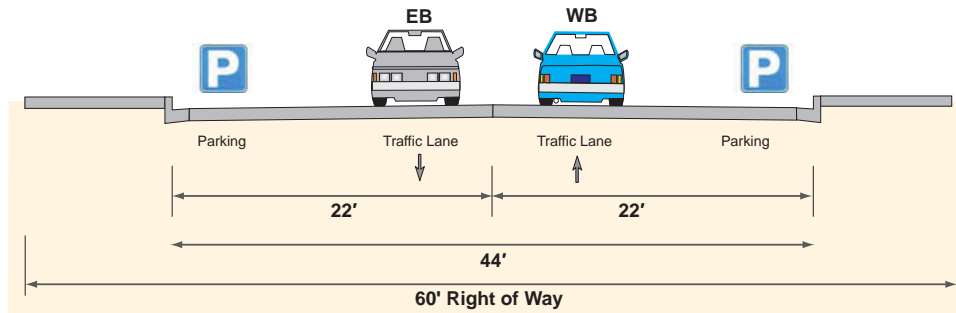 EB WB
P P
Parking Traffic Lane Traffic Lane Parking
22′ 22′
44′
60' Right of Way